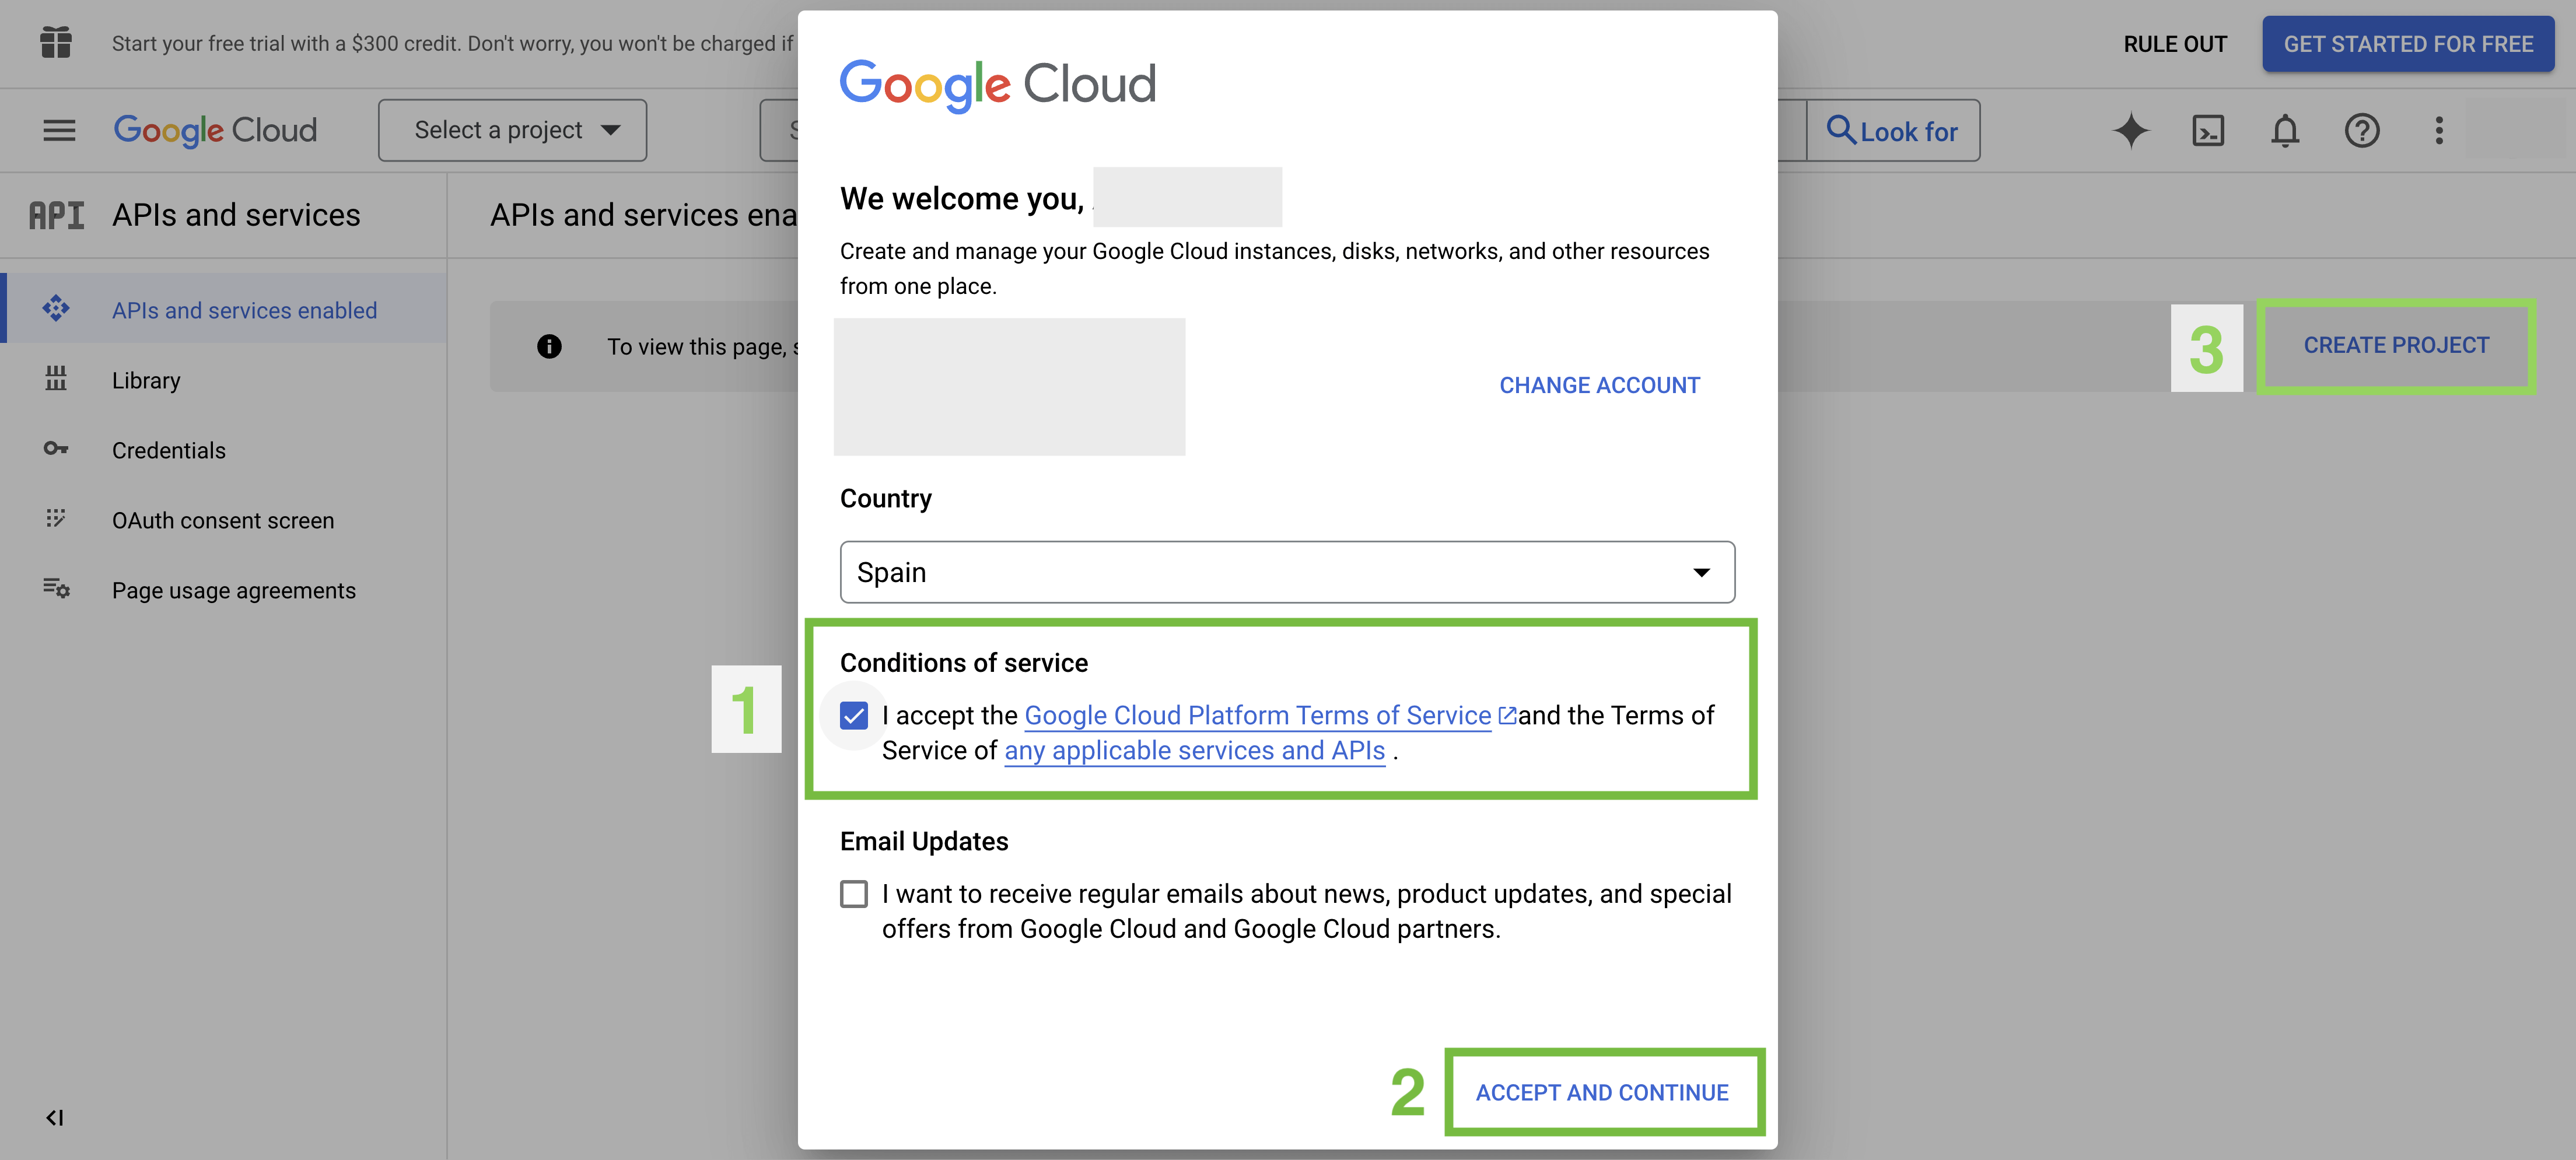 Start your free trial with a $300 credit. Don't worry, you won't be charged if
RULE OUT
GET STARTED FOR FREE
Google Cloud
Select a project
Look for
API APIs and services
APIs and services enabled
Library
Credentials
OAuth consent screen
Page usage agreements
APIs and services ena
To view this page,
3
CREATE PROJECT
Google Cloud
We welcome you,
Create and manage your Google Cloud instances, disks, networks, and other resources
from one place.
CHANGE ACCOUNT
Country
Spain
1
Conditions of service
I accept the Google Cloud Platform Terms of Service and the Terms of
Service of any applicable services and APIs .
Email Updates
I want to receive regular emails about news, product updates, and special
offers from Google Cloud and Google Cloud partners.
2
ACCEPT AND CONTINUE